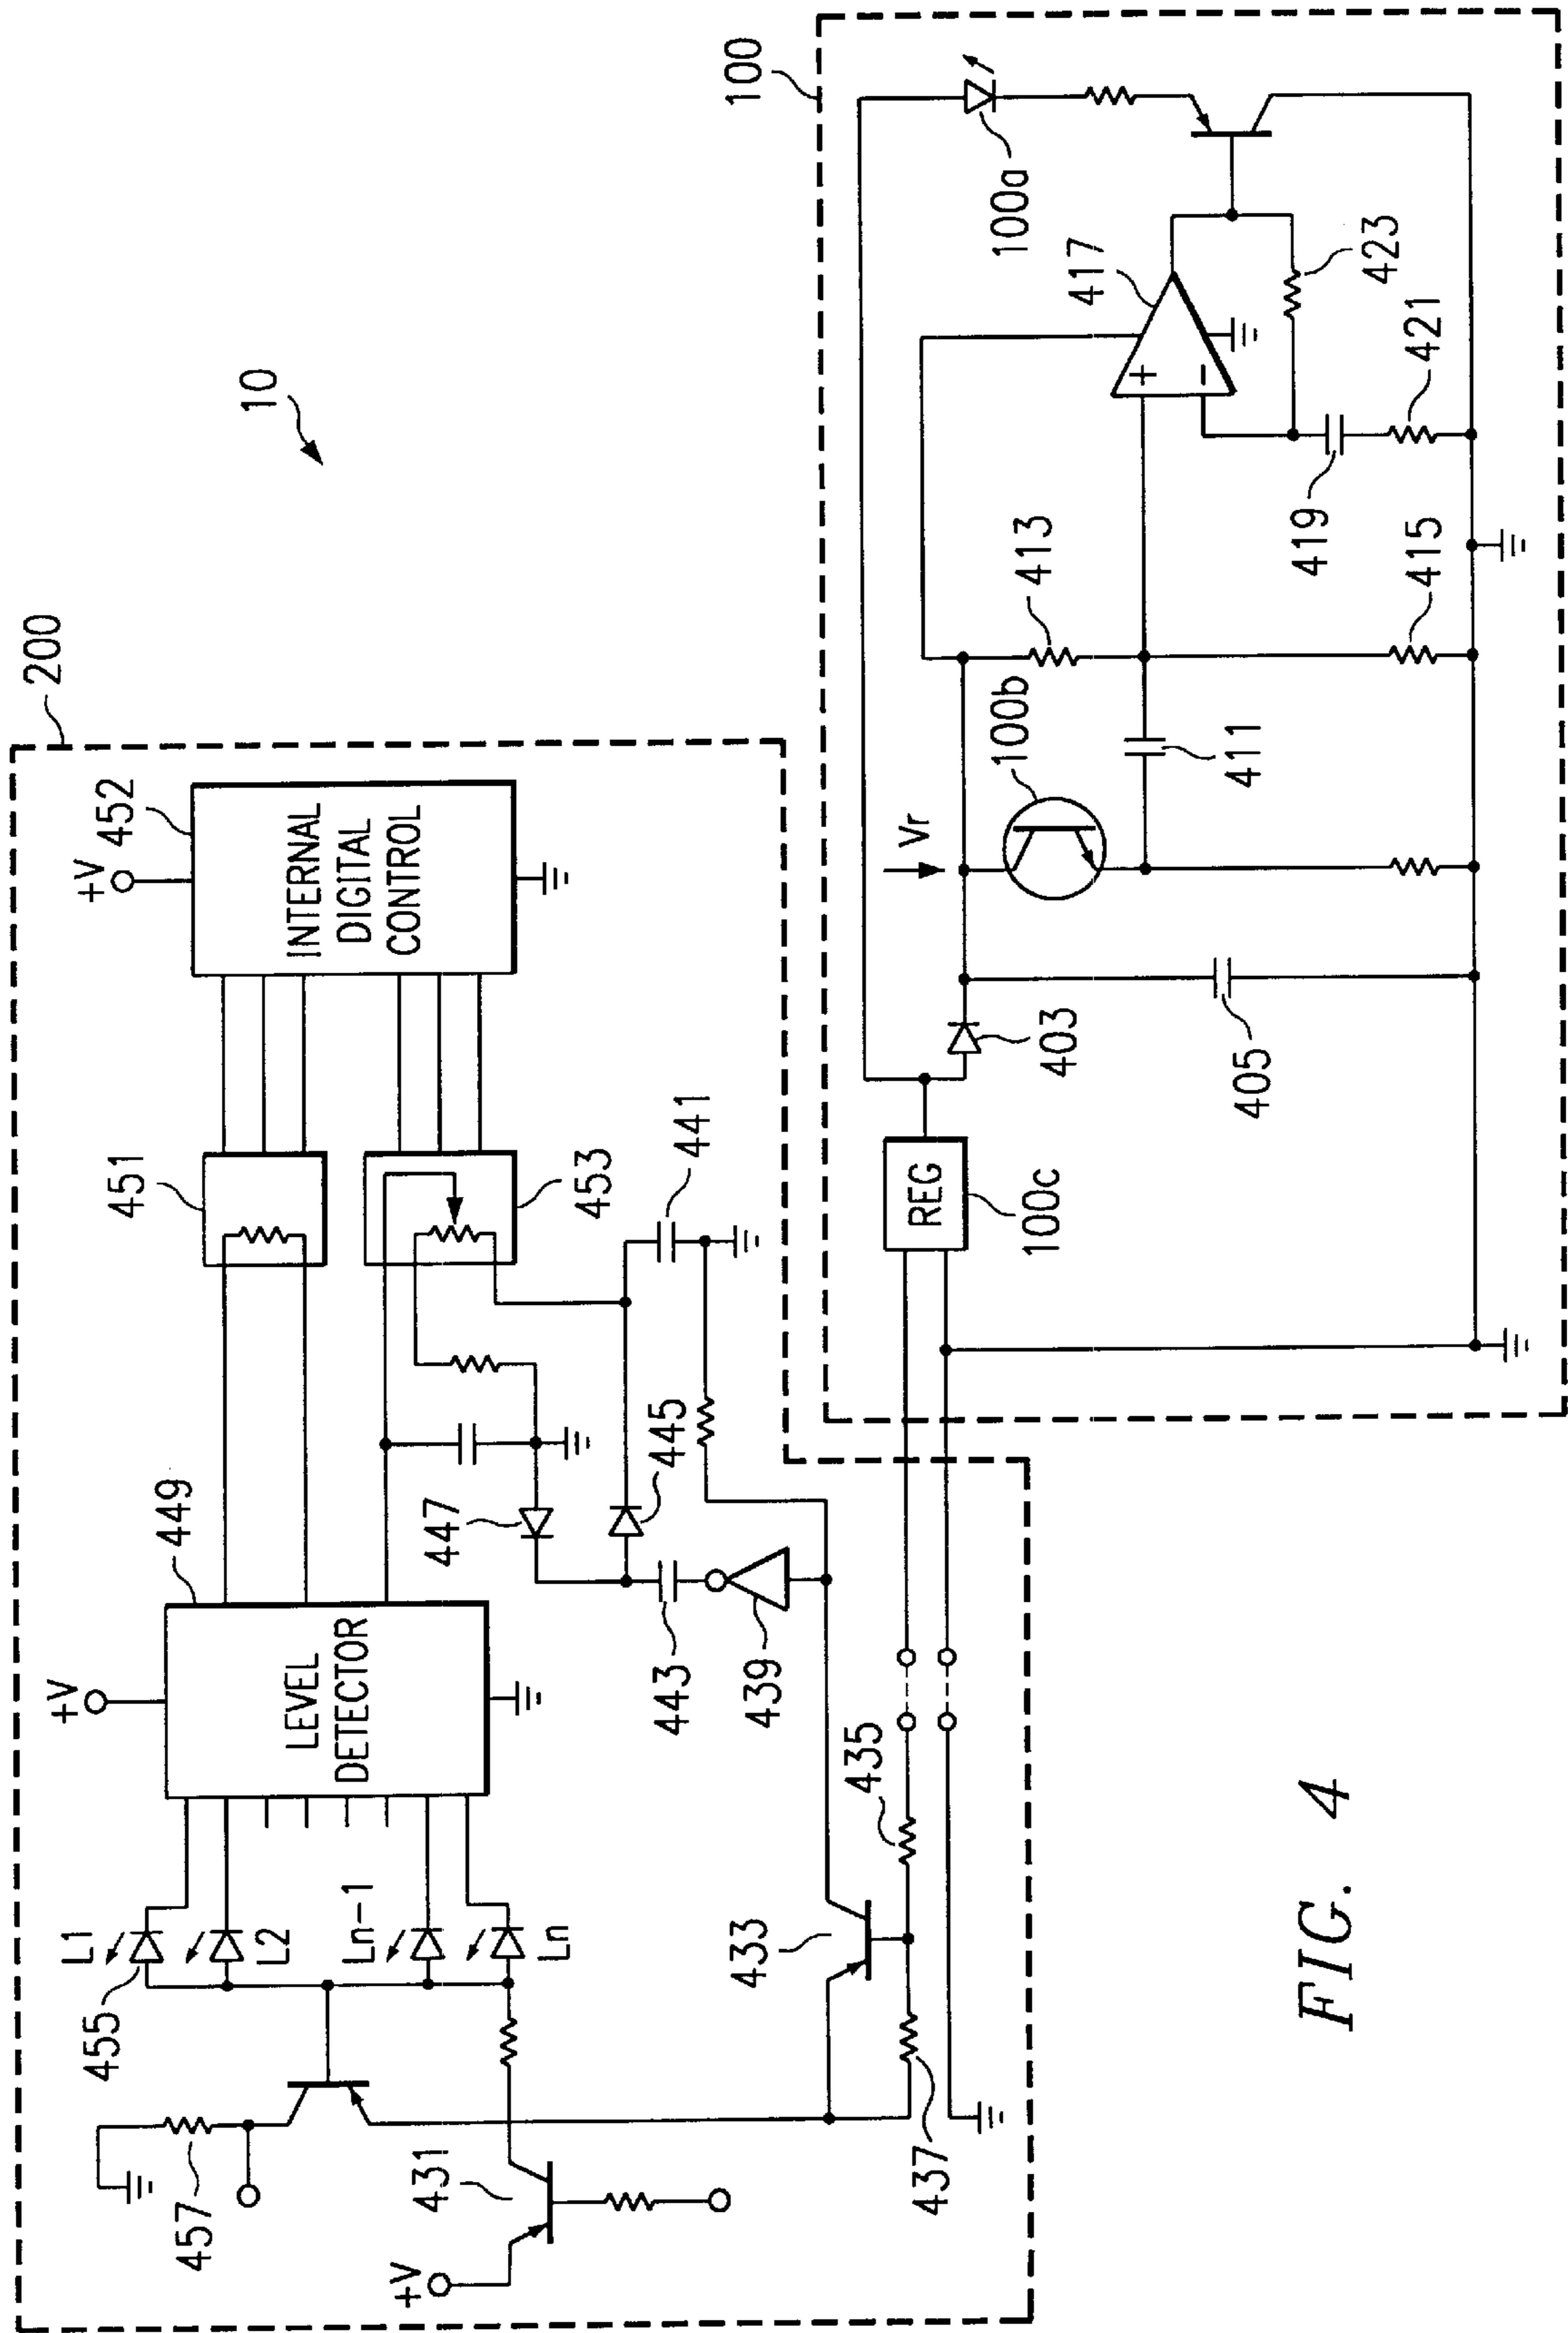 10
200
+V
452
INTERNAL
DIGITAL
CONTROL
451
453
441
449
+V
LEVEL
DETECTOR
447
445
443
439
L1
L2
Ln-1
Ln
455
457
431
+V
433
435
437
100
100a
417
+
-
423
421
419
413
415
100b
Vr
411
403
405
REG
100c
FIG. 4